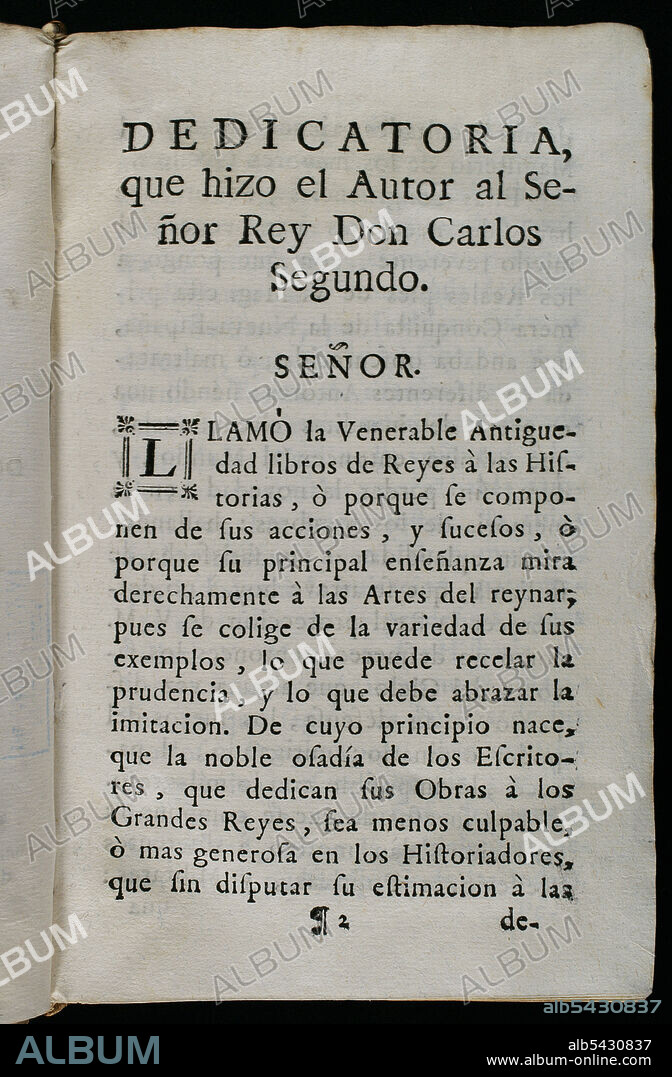 DEDICATORIA,
que hizo el Autor al Se-
ñor Rey Don Carlos
Segundo.
SEÑOR.
LLAMÒ la Venerable Antigue-
dad libros de Reyes à las Hiſ-
torias, ò porque ſe compo-
nen de ſus acciones, y ſuceſos, ò
porque ſu principal enſeñanza mira
derechamente à las Artes del reynar;
pues ſe colige de la variedad de ſus
exemplos, lo que puede recelar la
prudencia, y lo que debe abrazar la
imitacion. De cuyo principio nace,
que la noble oſadía de los Eſcrito-
res, que dedican ſus Obras à los
Grandes Reyes, ſea menos culpable,
ò mas generoſa en los Hiſtoriadores,
que ſin diſputar ſu eſtimacion à las
¶ 2 de-
alb5430837
ALBUM
alb5430837
www.album-online.com